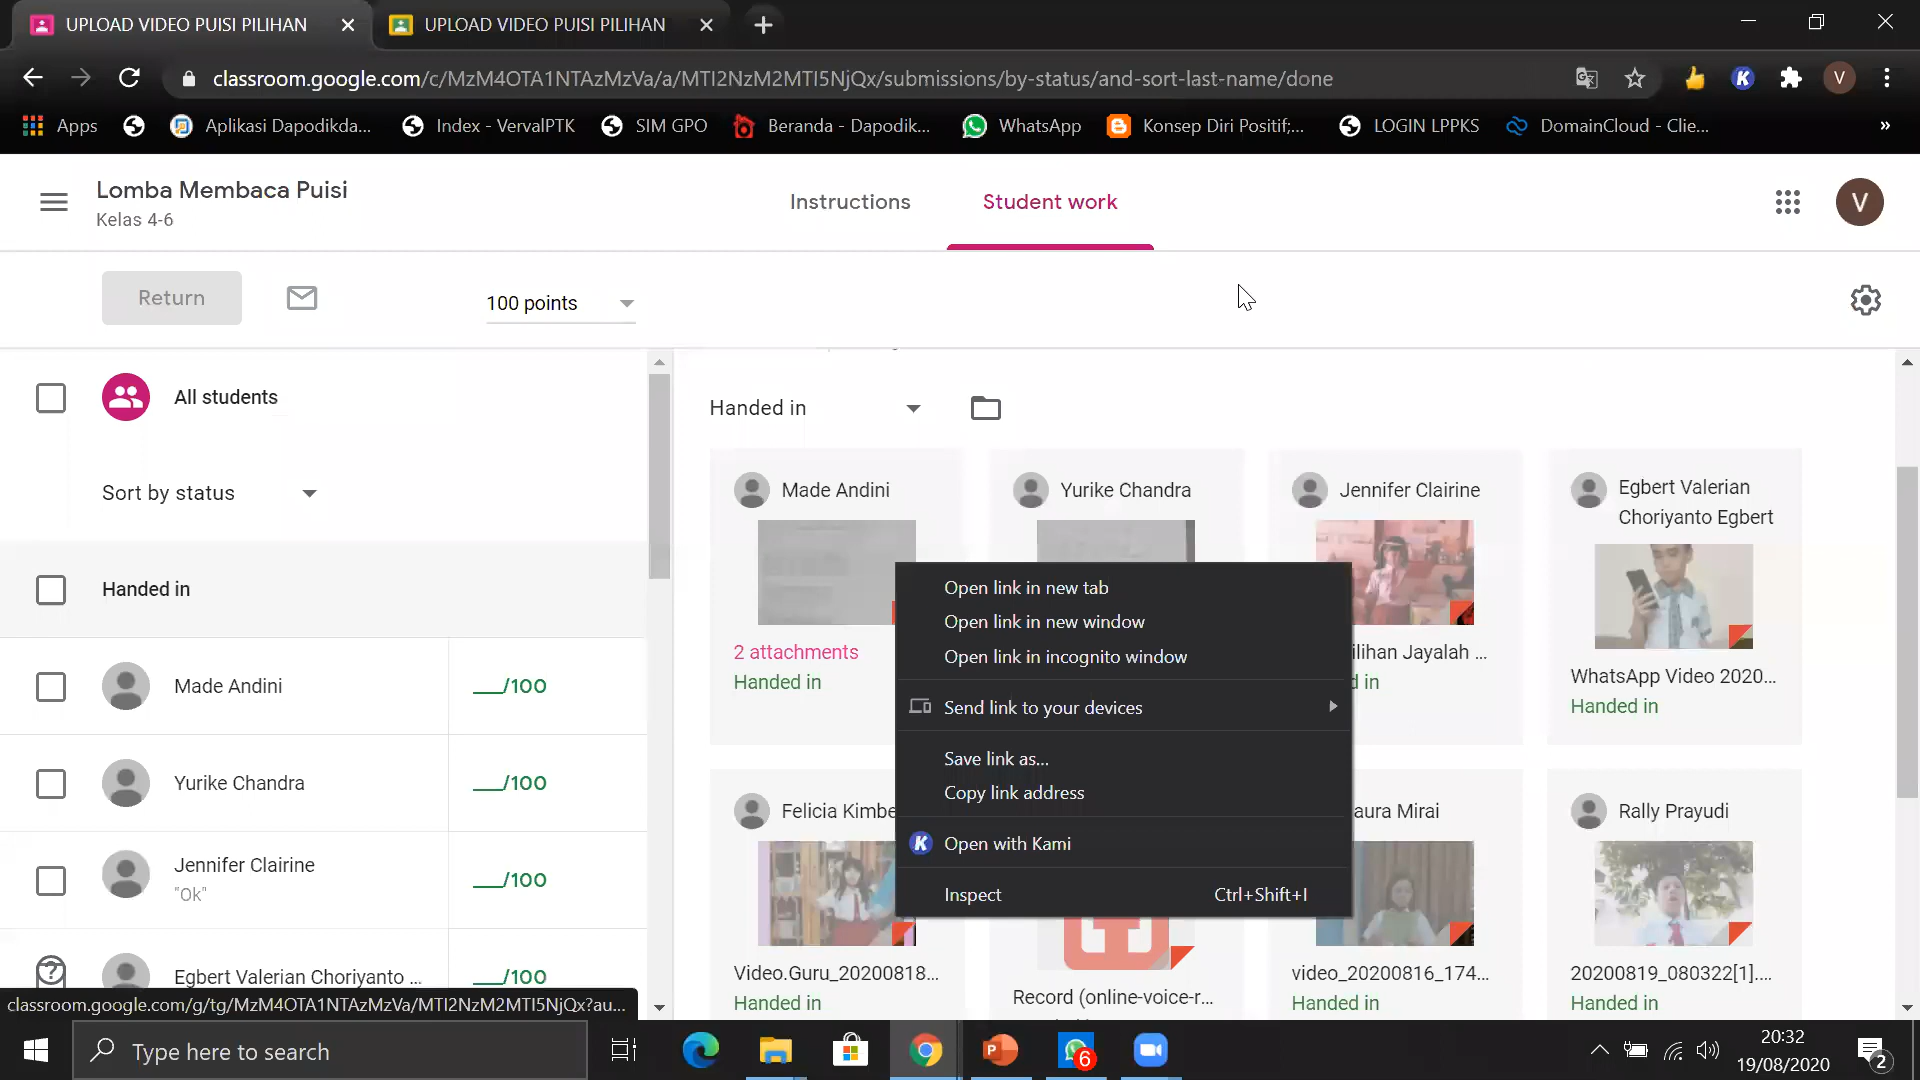 UPLOAD VIDEO PUISI PILIHAN
UPLOAD VIDEO PUISI PILIHAN
classroom.google.com/c/MzM4OTA1NTAzMzVa/a/MTI2NzM2MTI5NjQx/submissions/by-status/and-sort-last-name/done
V
Apps
Aplikasi Dapodikda...
Index - VervalPTK
SIM GPO
Beranda - Dapodik...
WhatsApp
Konsep Diri Positif;...
LOGIN LPPKS
DomainCloud - Clie...
»
Lomba Membaca Puisi
Kelas 4-6
Instructions
Student work
V
Return
100 points
All students
Sort by status
Handed in
Made Andini
___/100
Yurike Chandra
___/100
Jennifer Clairine
"Ok"
___/100
Egbert Valerian Choriyanto ...
___/100
classroom.google.com/g/tg/MzM4OTA1NTAzMzVa/MTI2NzM2MTI5NjQx?au...
Handed in
Made Andini
2 attachments
Handed in
Yurike Chandra
Jennifer Clairine
ilihan Jayalah ...
d in
Egbert Valerian
Choriyanto Egbert
WhatsApp Video 2020...
Handed in
Felicia Kimbe
Video.Guru_20200818...
Handed in
Record (online-voice-r...
aura Mirai
video_20200816_174...
Handed in
Rally Prayudi
20200819_080322[1]....
Handed in
Open link in new tab
Open link in new window
Open link in incognito window
Send link to your devices
Save link as...
Copy link address
K Open with Kami
Inspect Ctrl+Shift+I
Type here to search
6
20:32
19/08/2020
2